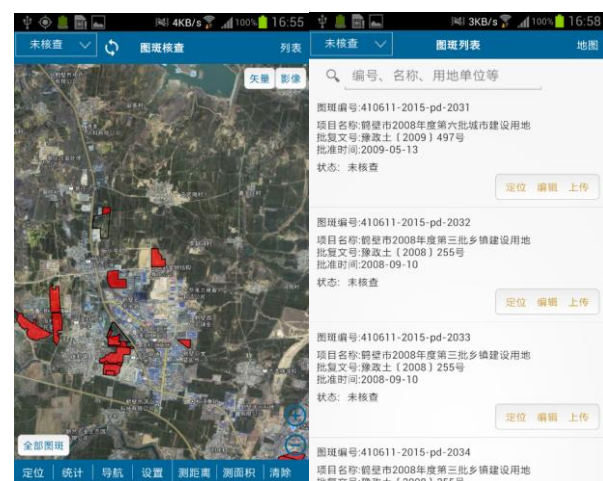 4KB/s 100% 16:55
未核查 图斑核查 列表
矢量 影像
全部图斑
定位 统计 导航 设置 测距离 测面积 清除
3KB/s 100% 16:58
未核查 图斑列表 地图
编号、名称、用地单位等
图斑编号:410611-2015-pd-2031
项目名称:鹤壁市2008年度第六批城市建设用地
批复文号:豫政土〔2009〕497号
批准时间:2009-05-13
状态: 未核查
定位 编辑 上传
图斑编号:410611-2015-pd-2032
项目名称:鹤壁市2008年度第三批乡镇建设用地
批复文号:豫政土〔2008〕255号
批准时间:2008-09-10
状态: 未核查
定位 编辑 上传
图斑编号:410611-2015-pd-2033
项目名称:鹤壁市2008年度第三批乡镇建设用地
批复文号:豫政土〔2008〕255号
批准时间:2008-09-10
状态: 未核查
定位 编辑 上传
图斑编号:410611-2015-pd-2034
项目名称:鹤壁市2008年度第三批乡镇建设用地